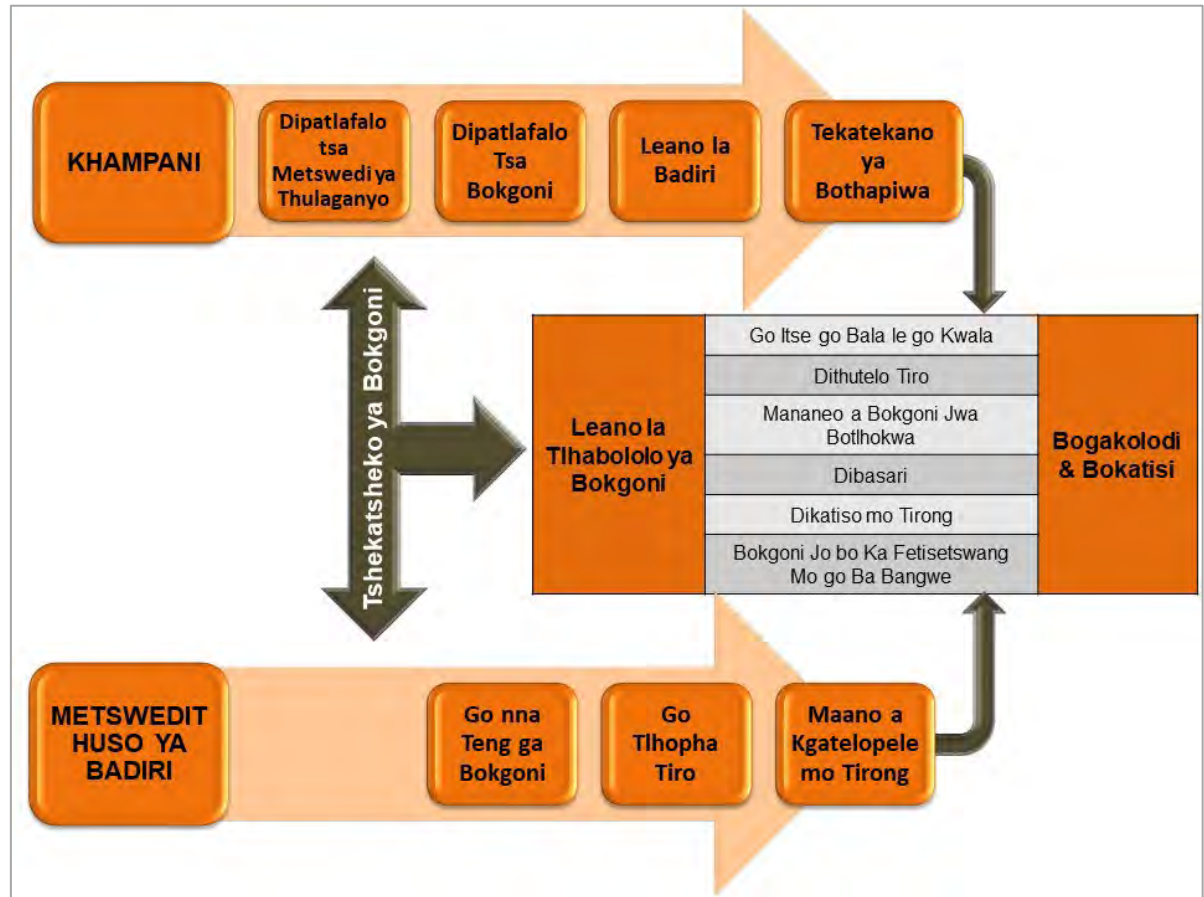 KHAMPANI
Dipatlafalo
tsa
Metswedi ya
Thulaganyo
Dipatlafalo
Tsa
Bokgoni
Leano la
Badiri
Tekatekano
ya
Bothapiwa
Tshekatsheko ya Bokgoni
Leano la
Tlhabololo ya
Bokgoni
Go Itse go Bala le go Kwala
Dithutelo Tiro
Mananeo a Bokgoni Jwa
Botlhokwa
Dibasari
Dikatiso mo Tirong
Bokgoni Jo bo Ka Fetisetswang
Mo go Ba Bangwe
Bogakolodi
& Bokatisi
METSWEDIT
HUSO YA
BADIRI
Go nna
Teng ga
Bokgoni
Go
Tlhopha
Tiro
Maano a
Kgatelopele
mo Tirong